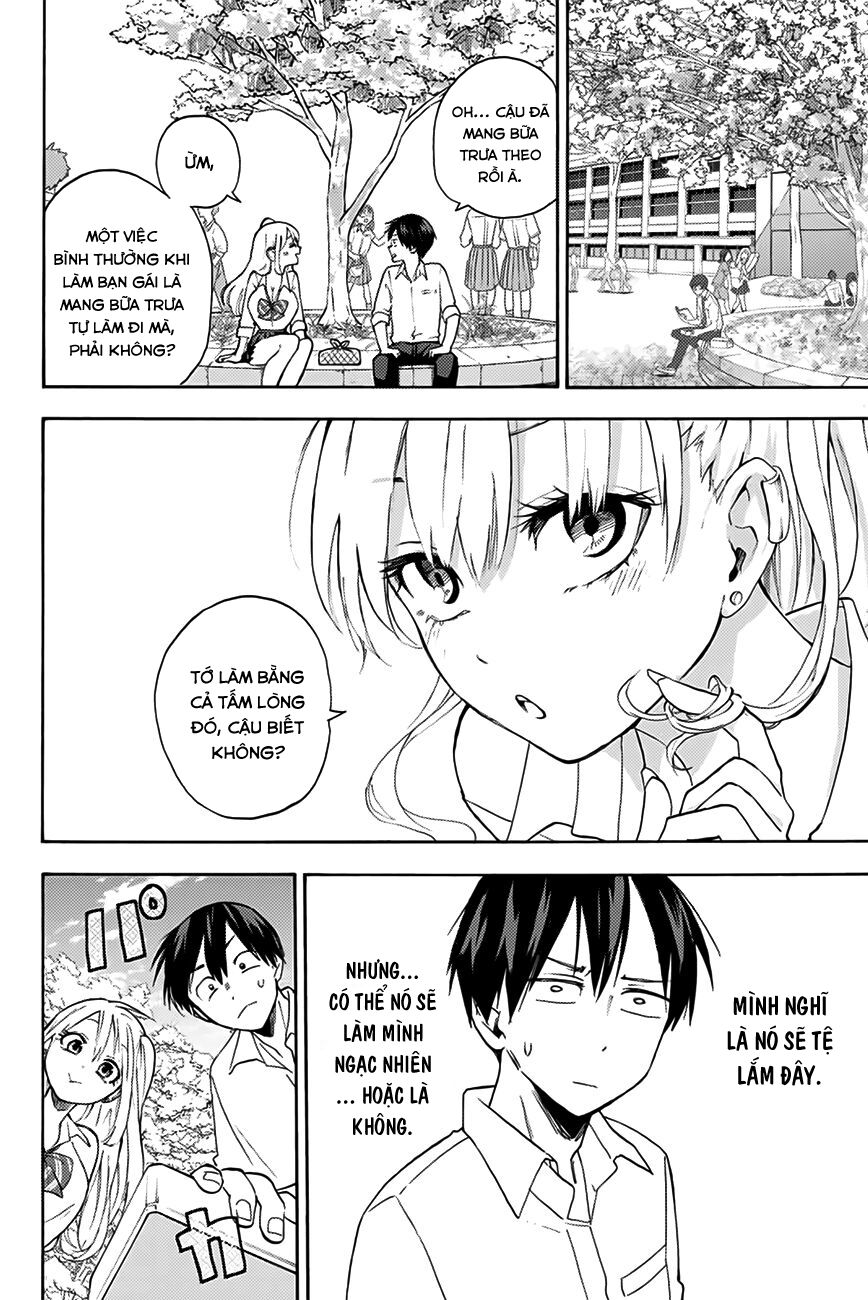 OH... CẬU ĐÃ
MANG BỮA
TRƯA THEO
RỒI À.
ỪM,
MỘT VIỆC
BÌNH THƯỜNG KHI
LÀM BẠN GÁI LÀ
MANG BỮA TRƯA
TỰ LÀM ĐI MÀ,
PHẢI KHÔNG?
TỚ LÀM BẰNG
CẢ TẤM LÒNG
ĐÓ, CẬU BIẾT
KHÔNG?
MÌNH NGHĨ
LÀ NÓ SẼ TỆ
LẮM ĐÂY.
NHƯNG...
CÓ THỂ NÓ SẼ
LÀM MÌNH
NGẠC NHIÊN
... HOẶC LÀ
KHÔNG.
パカ